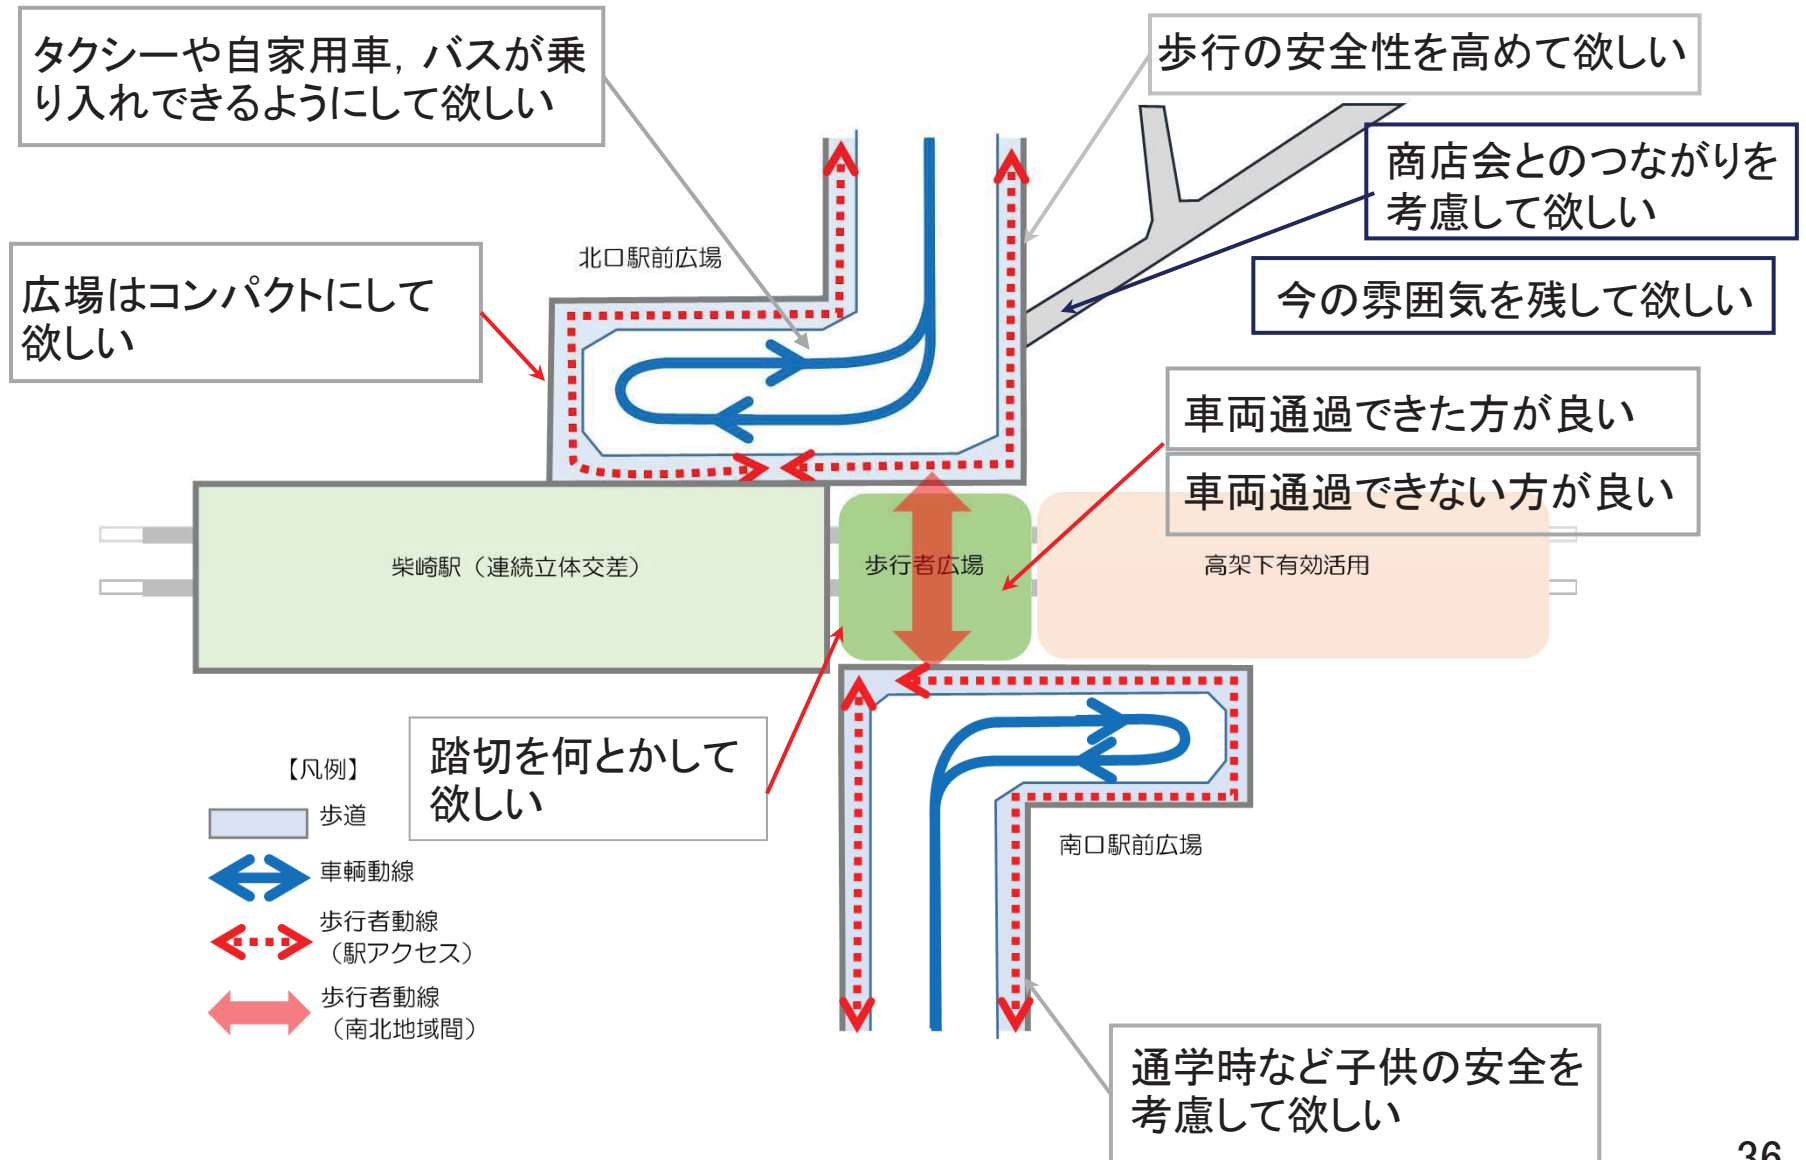 タクシーや自家用車，バスが乗
り入れできるようにして欲しい
歩行の安全性を高めて欲しい
商店会とのつながりを
考慮して欲しい
今の雰囲気を残して欲しい
北口駅前広場
広場はコンパクトにして
欲しい
車両通過できた方が良い
車両通過できない方が良い
柴崎駅（連続立体交差）
歩行者広場
高架下有効活用
踏切を何とかして
欲しい
南口駅前広場
【凡例】
歩道
車輌動線
歩行者動線
（駅アクセス）
歩行者動線
（南北地域間）
通学時など子供の安全を
考慮して欲しい
36